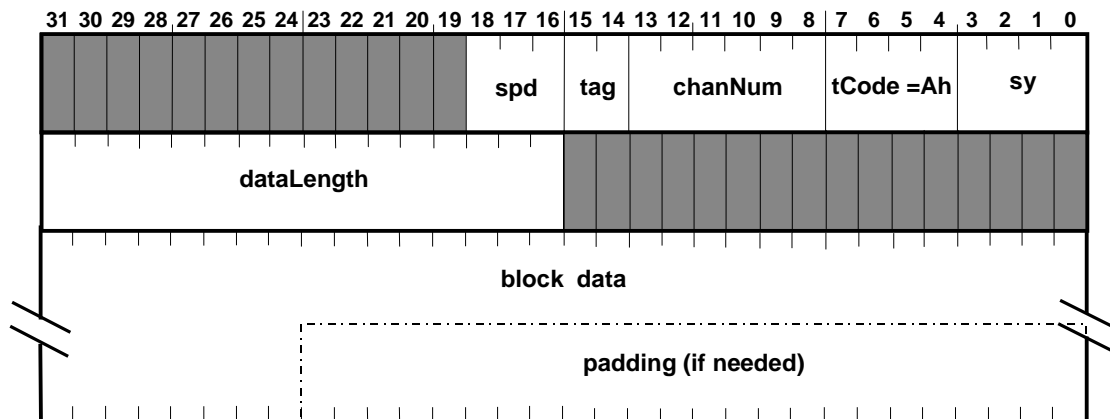 31 30 29 28 27 26 25 24 23 22 21 20 19 18 17 16 15 14 13 12 11 10 9 8 7 6 5 4 3 2 1 0
spd tag chanNum tCode =Ah sy
dataLength
block data
padding (if needed)